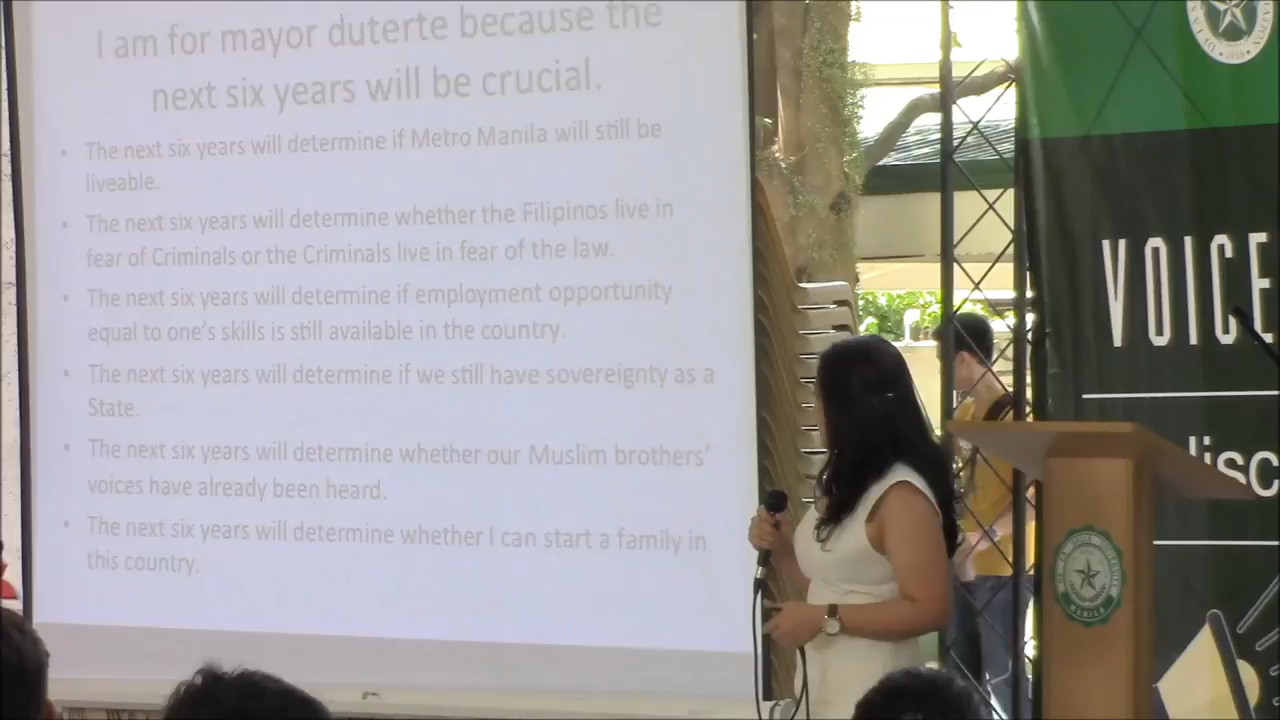 I am for mayor duterte because the
next six years will be crucial.
• The next six years will determine if Metro Manila will still be
liveable.
• The next six years will determine whether the Filipinos live in
fear of Criminals or the Criminals live in fear of the law.
• The next six years will determine if employment opportunity
equal to one's skills is still available in the country.
• The next six years will determine if we still have sovereignty as a
State.
• The next six years will determine whether our Muslim brothers'
voices have already been heard.
• The next six years will determine whether I can start a family in
this country.
VOICE
disc
MANILA